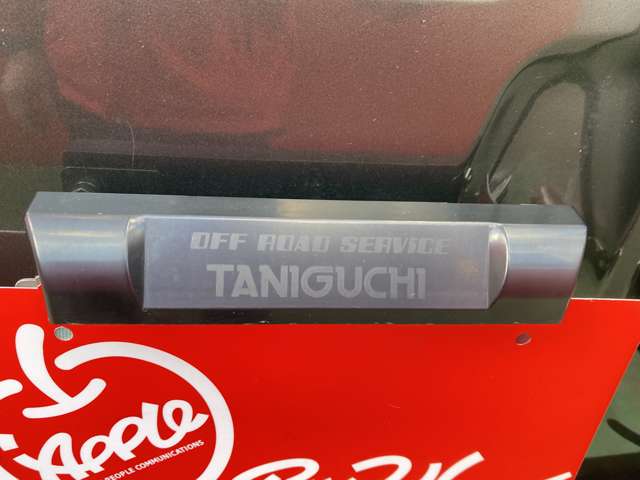 OFF ROAD SERVICE
TANIGUCHI
APPLE
PEOPLE COMMUNICATIONS